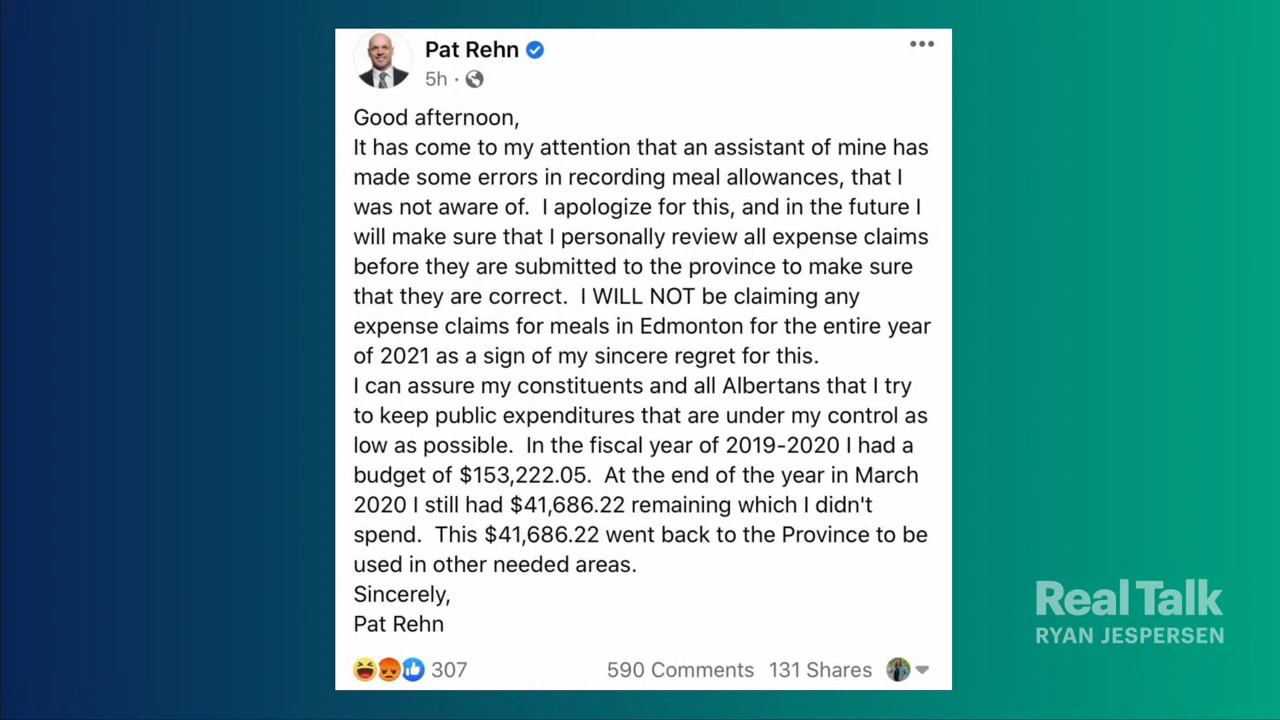 Pat Rehn
5h ·
Good afternoon,
It has come to my attention that an assistant of mine has
made some errors in recording meal allowances, that I
was not aware of.  I apologize for this, and in the future I
will make sure that I personally review all expense claims
before they are submitted to the province to make sure
that they are correct.  I WILL NOT be claiming any
expense claims for meals in Edmonton for the entire year
of 2021 as a sign of my sincere regret for this.
I can assure my constituents and all Albertans that I try
to keep public expenditures that are under my control as
low as possible.  In the fiscal year of 2019-2020 I had a
budget of $153,222.05.  At the end of the year in March
2020 I still had $41,686.22 remaining which I didn't
spend.  This $41,686.22 went back to the Province to be
used in other needed areas.
Sincerely,
Pat Rehn
307 590 Comments 131 Shares
Real Talk
RYAN JESPERSEN